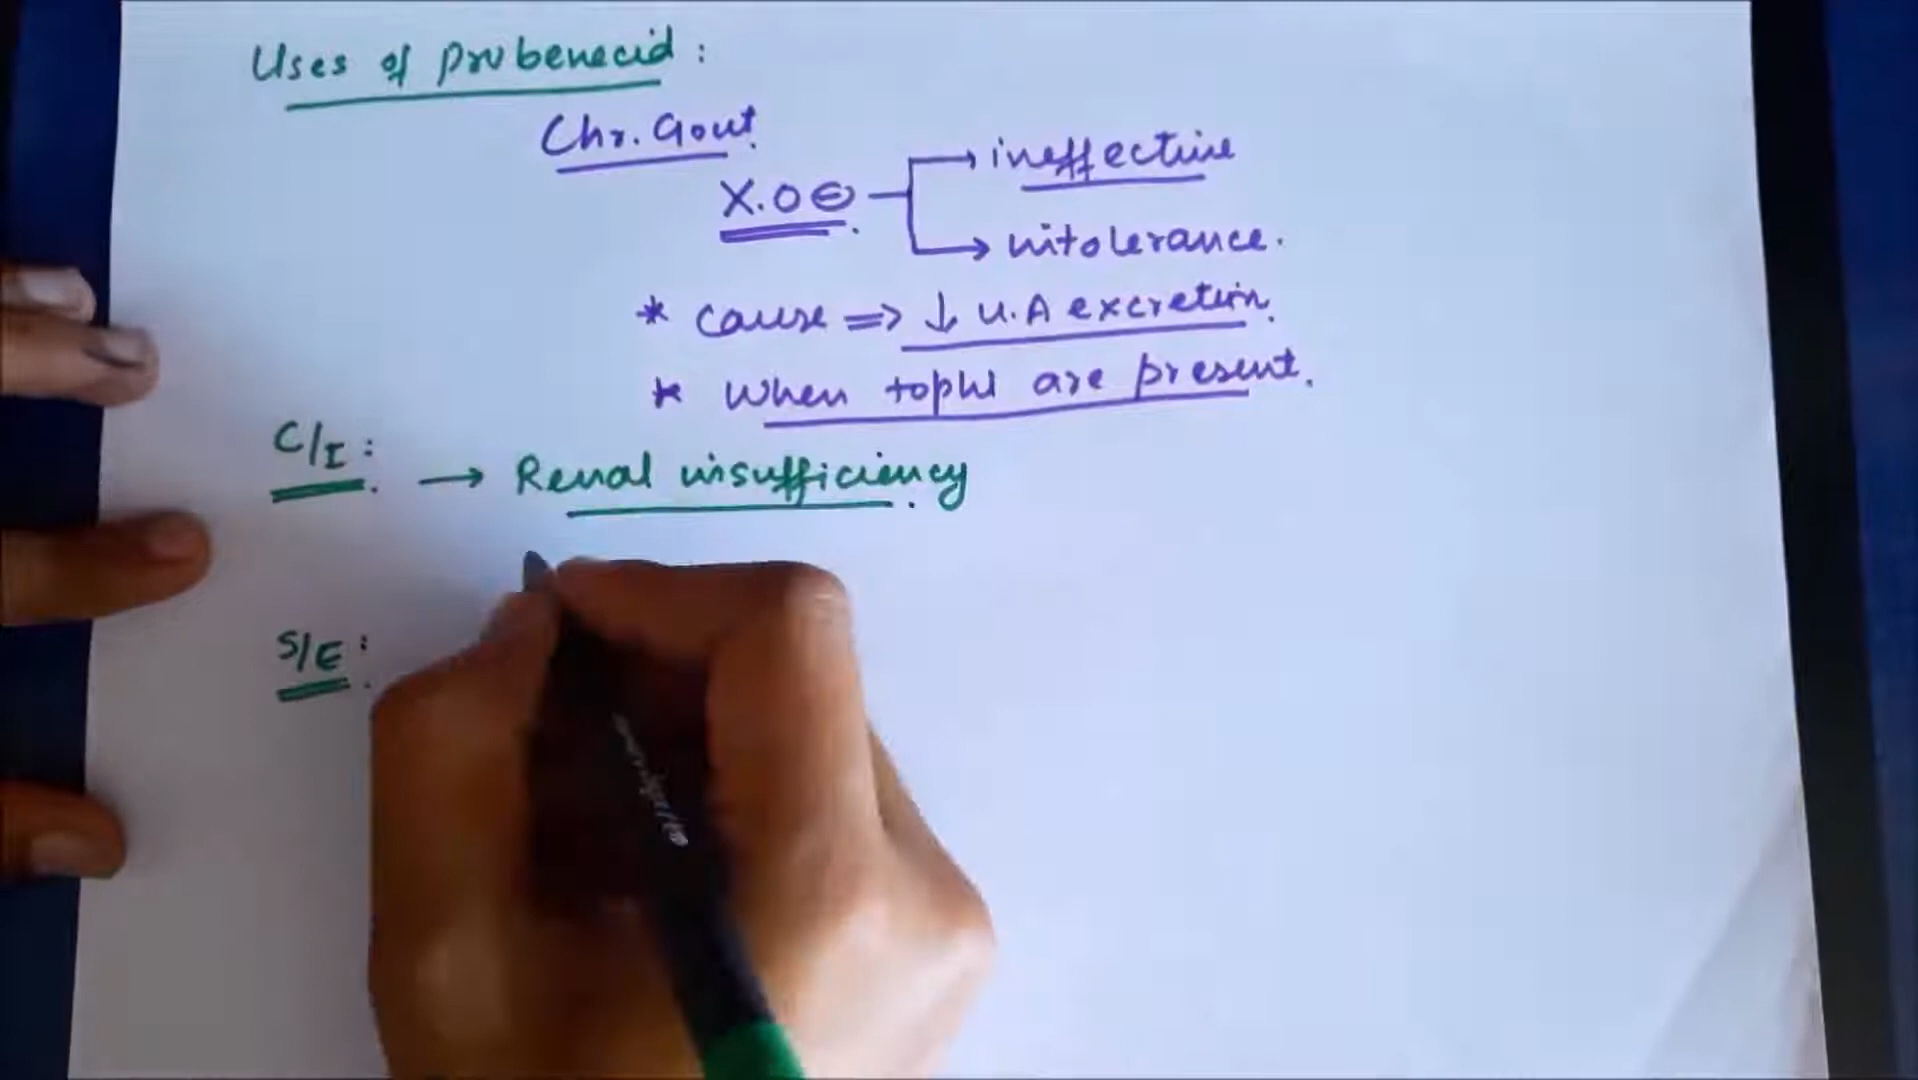 Uses of probenecid :
Chr. Gout.
X.O⊖ → ineffective
→ intolerance.
* cause ⇒ ↓ U.A excretion.
* When tophi are present.
C/I : → Renal insufficiency.
S/E :